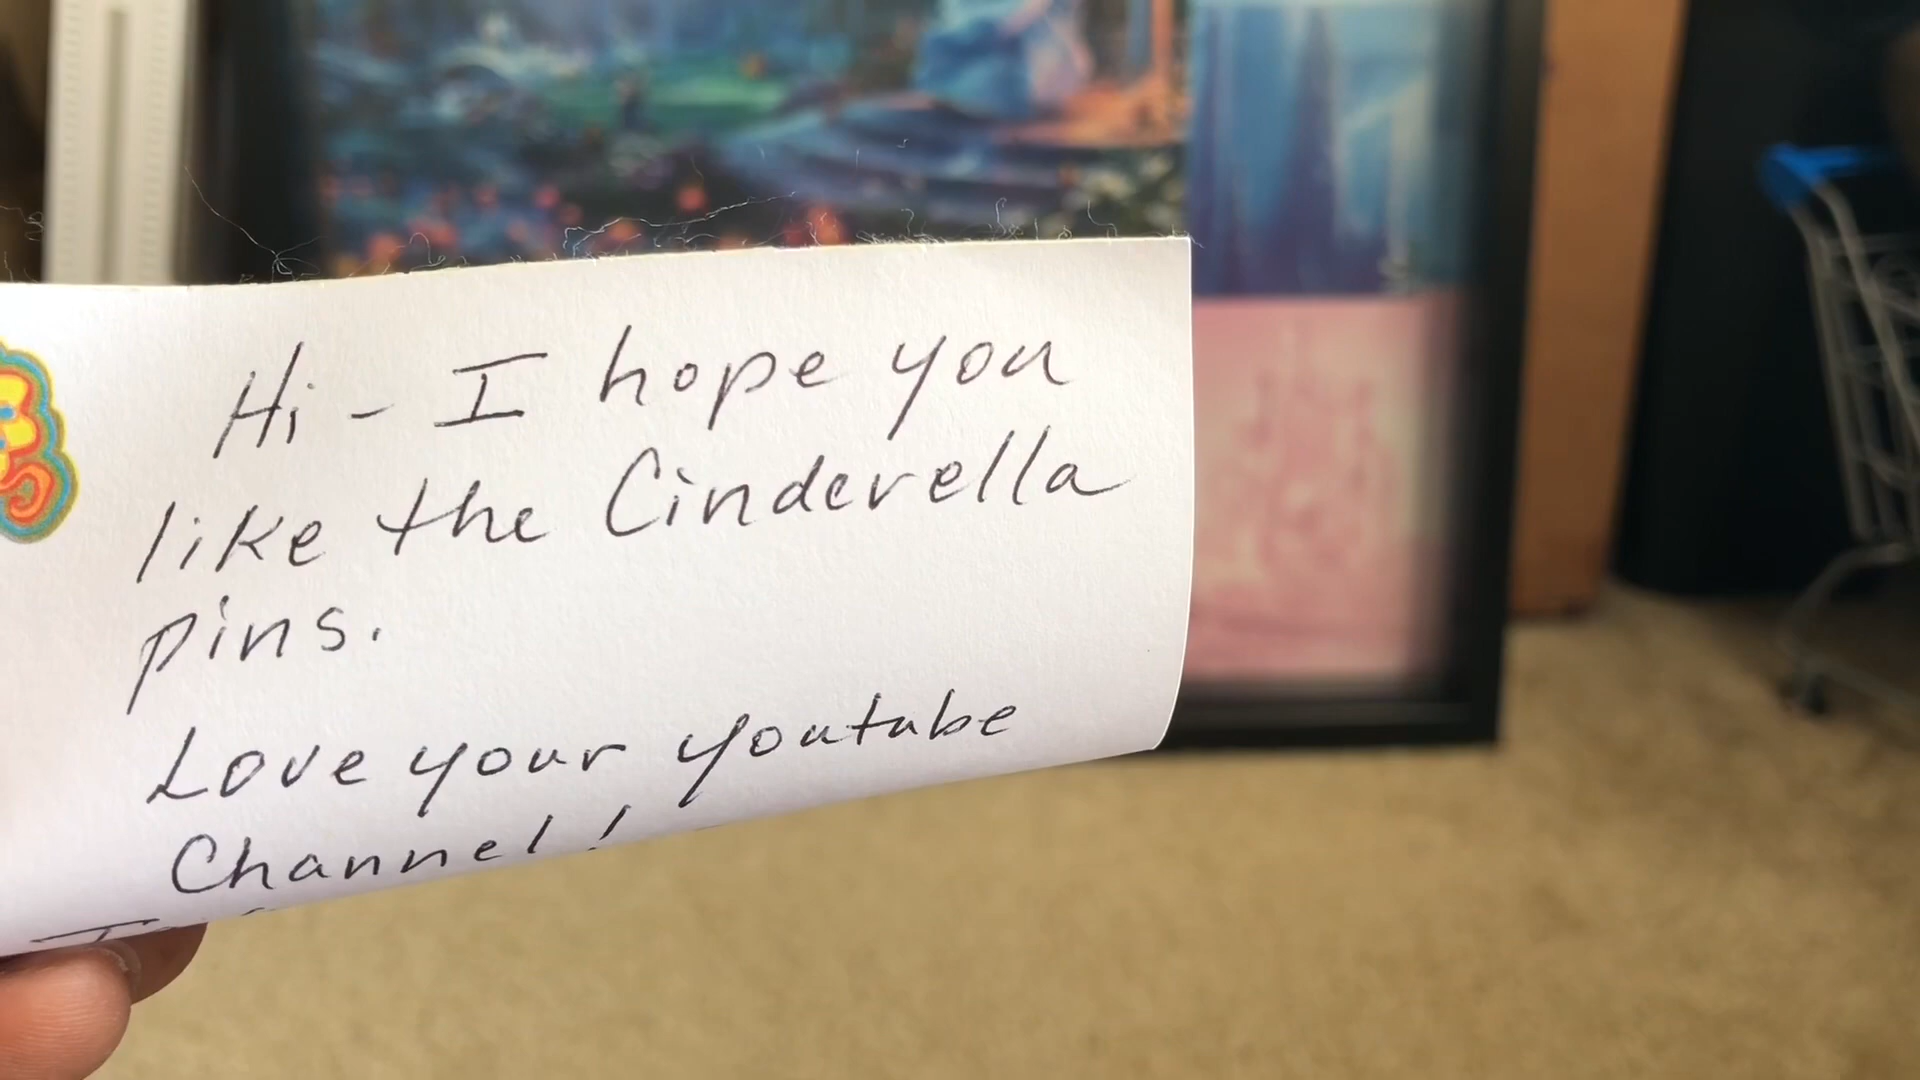 Hi - I hope you
like the Cinderella
pins.
Love your youtube
Channel!